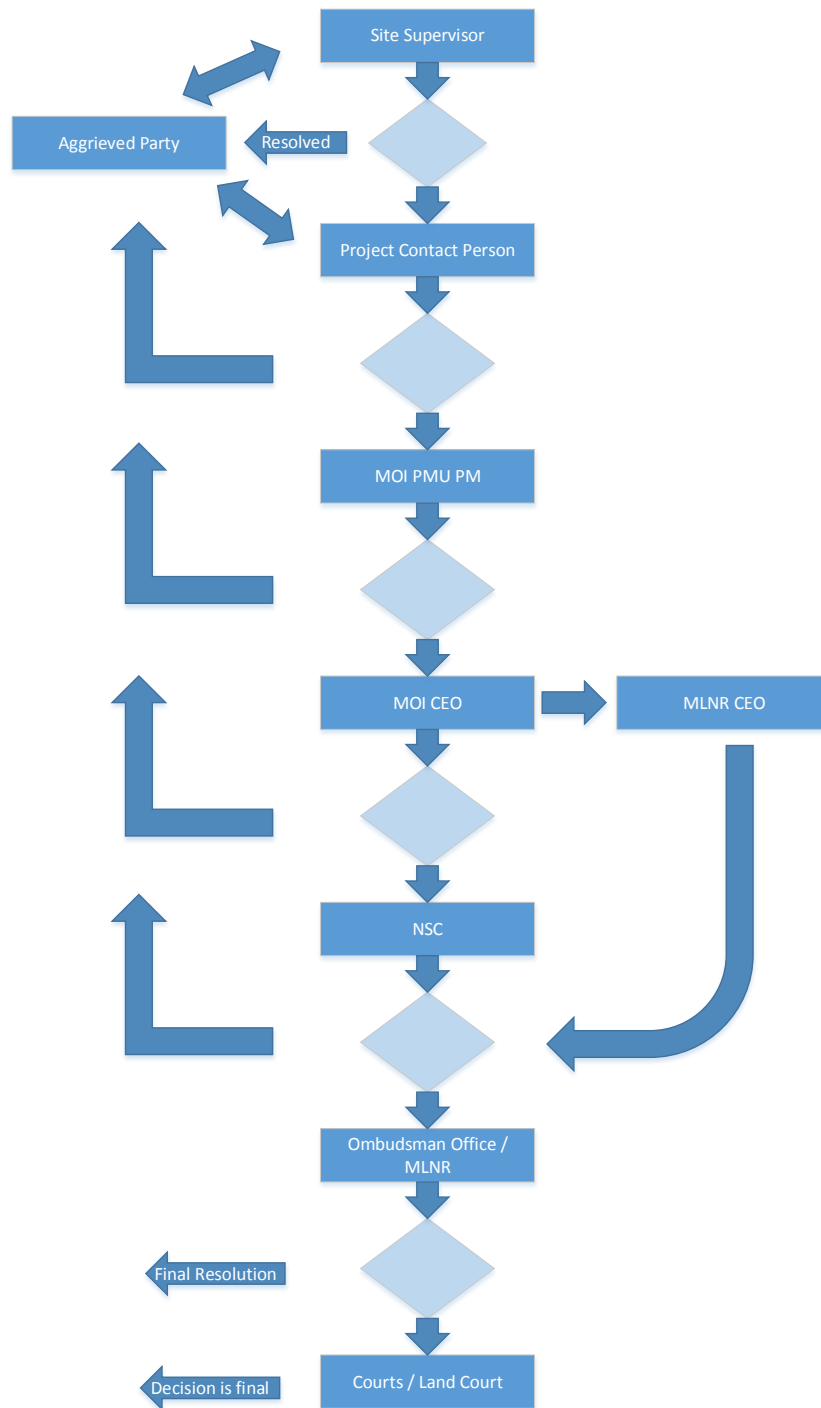 Site Supervisor
Aggrieved Party
Resolved
Project Contact Person
MOI PMU PM
MOI CEO
MLNR CEO
NSC
Ombudsman Office /
MLNR
Final Resolution
Decision is final
Courts / Land Court